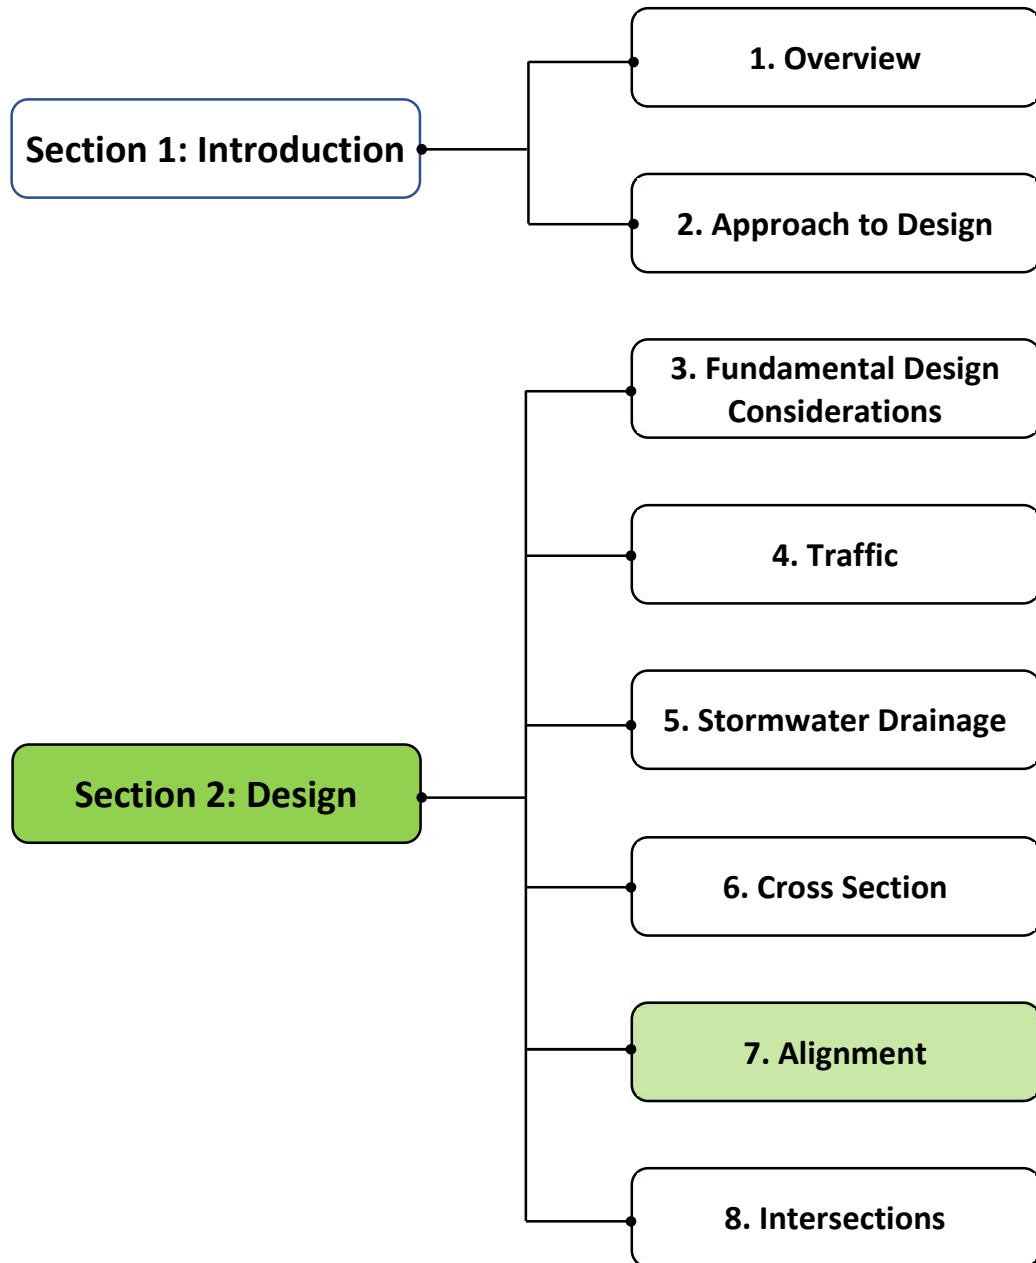 1. Overview
Section 1: Introduction
2. Approach to Design
3. Fundamental Design
Considerations
4. Traffic
5. Stormwater Drainage
Section 2: Design
6. Cross Section
7. Alignment
8. Intersections